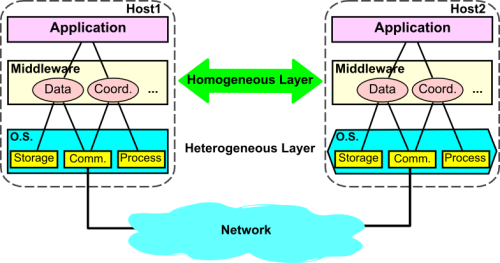 Host1
Application
Middleware
Data
Coord.
...
O.S.
Storage
Comm.
Process
Homogeneous Layer
Heterogeneous Layer
Host2
Application
Middleware
Data
Coord.
...
O.S.
Storage
Comm.
Process
Network